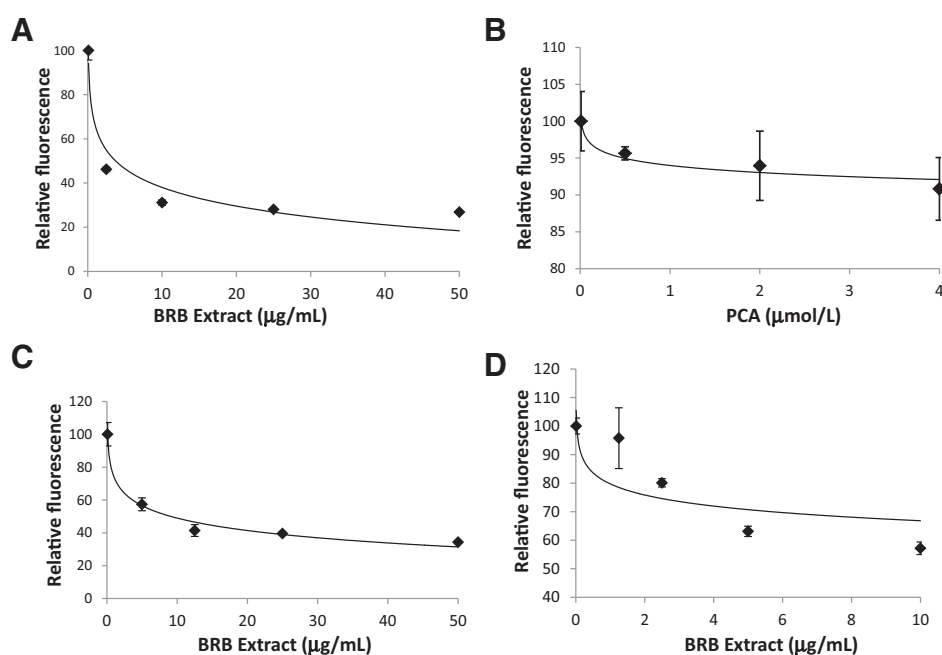 A
100
80
60
40
20
0
Relative fluorescence
0 10 20 30 40 50
BRB Extract (μg/mL)
B
110
105
100
95
90
85
80
Relative fluorescence
0 1 2 3 4
PCA (μmol/L)
C
120
100
80
60
40
20
0
Relative fluorescence
0 10 20 30 40 50
BRB Extract (μg/mL)
D
120
110
100
90
80
70
60
50
40
Relative fluorescence
0 2 4 6 8 10
BRB Extract (μg/mL)